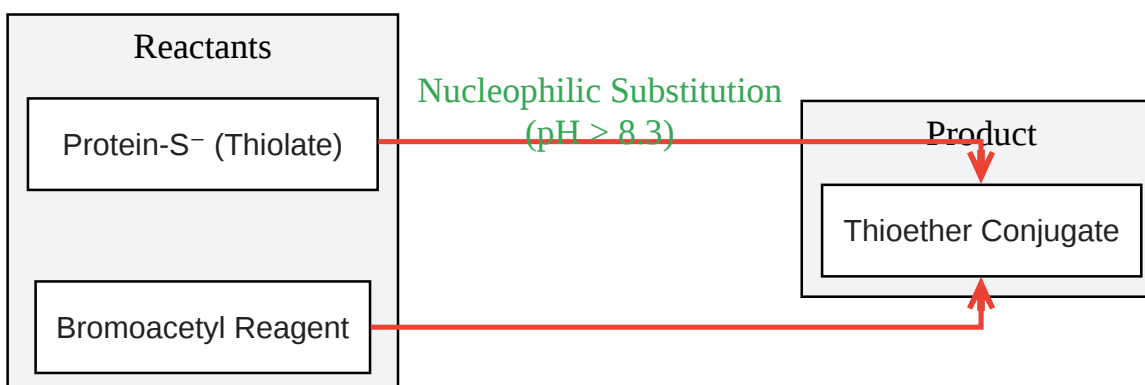 Reactants
Protein-S⁻ (Thiolate)
Bromoacetyl Reagent
Nucleophilic Substitution
(pH > 8.3)
Product
Thioether Conjugate